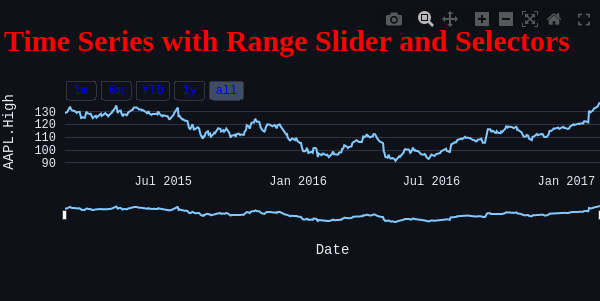 Time Series with Range Slider and Selectors
1m 6m YTD 1y all
AAPL.High
130
120
110
100
90
Jul 2015 Jan 2016 Jul 2016 Jan 2017
Date